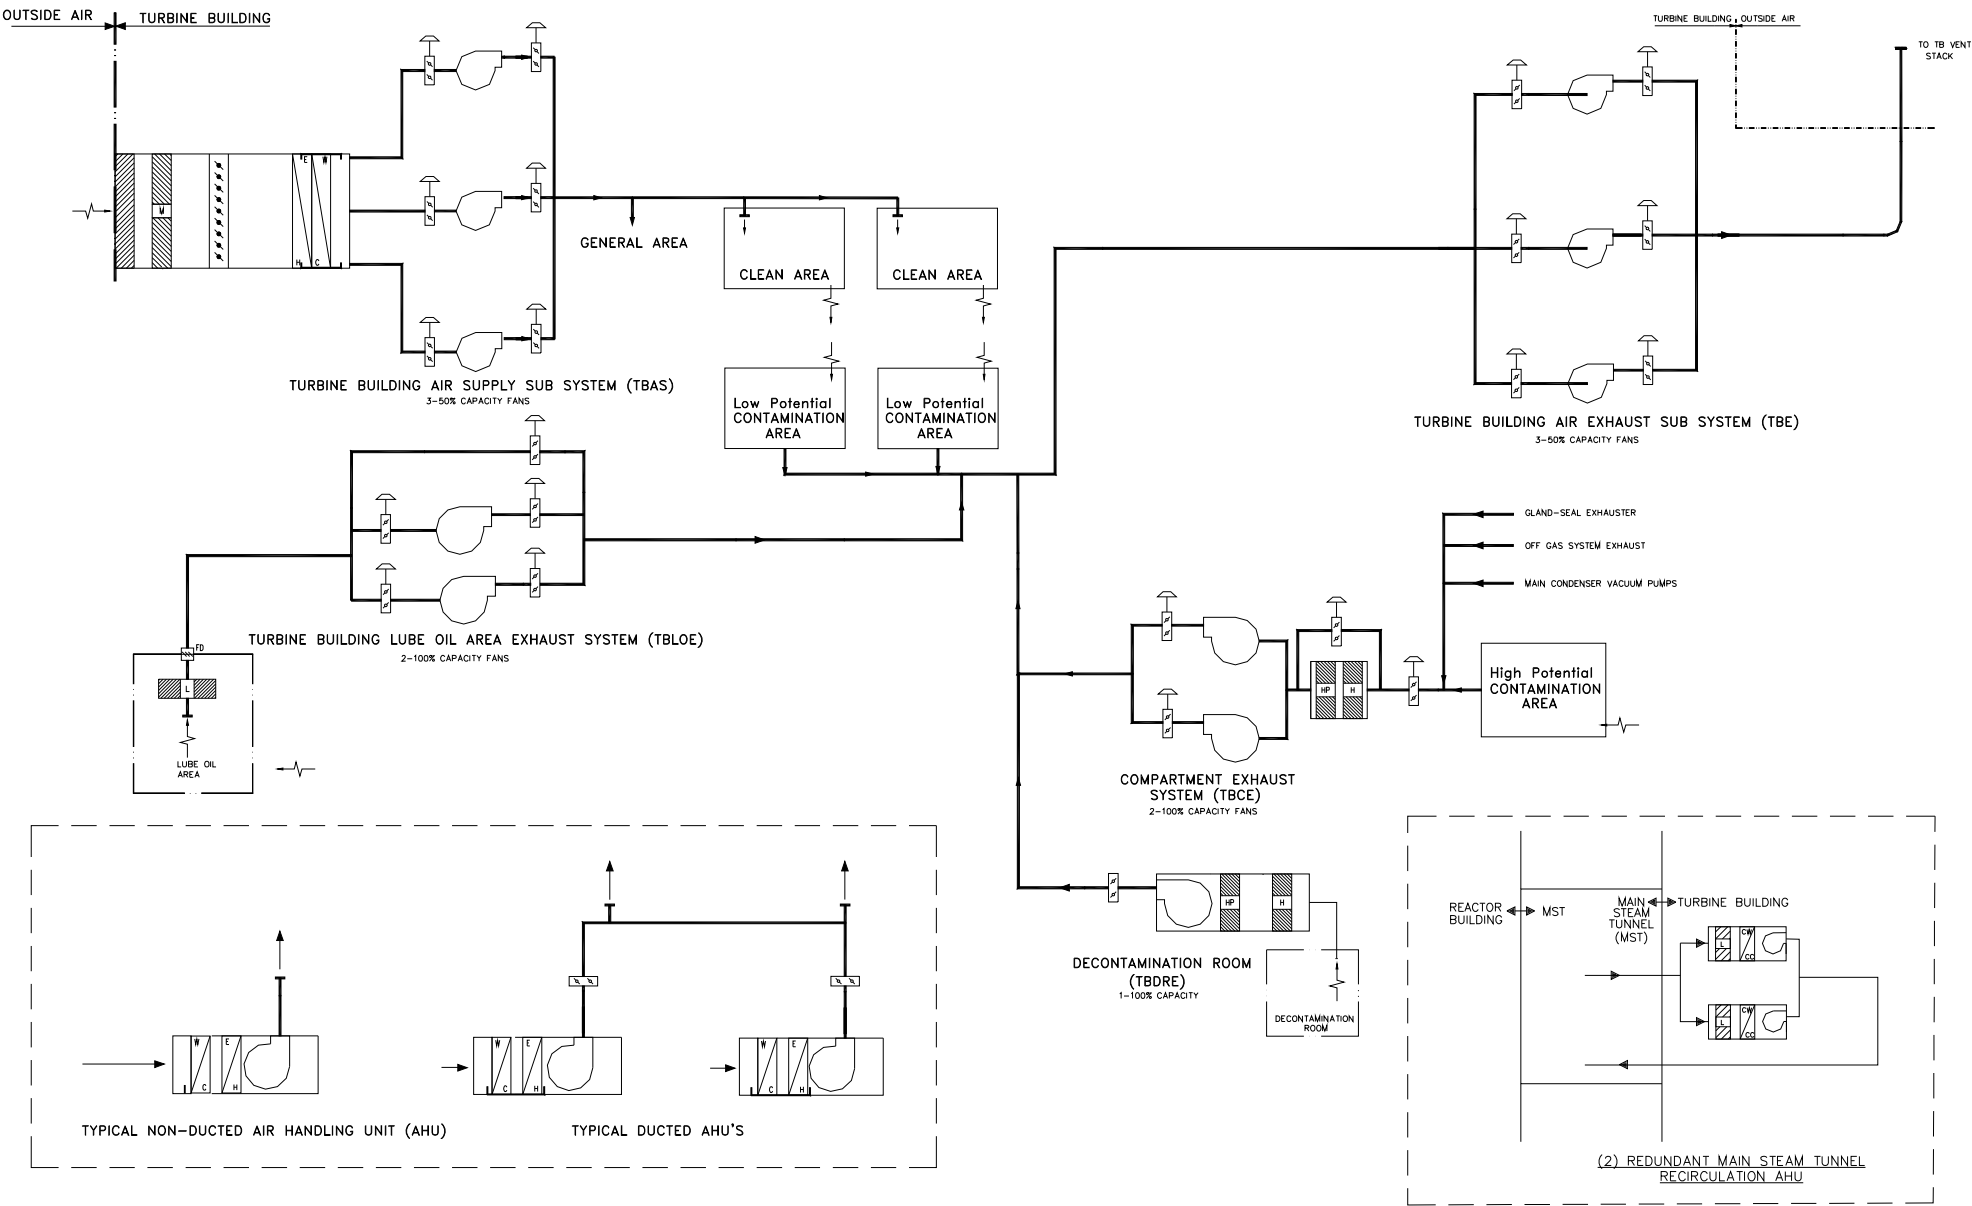 OUTSIDE AIR
TURBINE BUILDING
TURBINE BUILDING
OUTSIDE AIR
TO TB VENT
STACK
E
W
M
H
C
GENERAL AREA
CLEAN AREA
CLEAN AREA
TURBINE BUILDING AIR SUPPLY SUB SYSTEM (TBAS)
3-50% CAPACITY FANS
Low Potential
CONTAMINATION
AREA
Low Potential
CONTAMINATION
AREA
TURBINE BUILDING AIR EXHAUST SUB SYSTEM (TBE)
3-50% CAPACITY FANS
GLAND-SEAL EXHAUSTER
OFF GAS SYSTEM EXHAUST
MAIN CONDENSER VACUUM PUMPS
TURBINE BUILDING LUBE OIL AREA EXHAUST SYSTEM (TBLOE)
2-100% CAPACITY FANS
FD
L
LUBE OIL
AREA
HP
H
High Potential
CONTAMINATION
AREA
COMPARTMENT EXHAUST
SYSTEM (TBCE)
2-100% CAPACITY FANS
HP
H
DECONTAMINATION ROOM
(TBDRE)
1-100% CAPACITY
DECONTAMINATION
ROOM
W
C
E
H
W
C
E
H
W
C
E
H
TYPICAL NON-DUCTED AIR HANDLING UNIT (AHU)
TYPICAL DUCTED AHU'S
REACTOR
BUILDING
MST
MAIN
STEAM
TUNNEL
(MST)
TURBINE BUILDING
L
CW
CC
L
CW
CC
(2) REDUNDANT MAIN STEAM TUNNEL
RECIRCULATION AHU